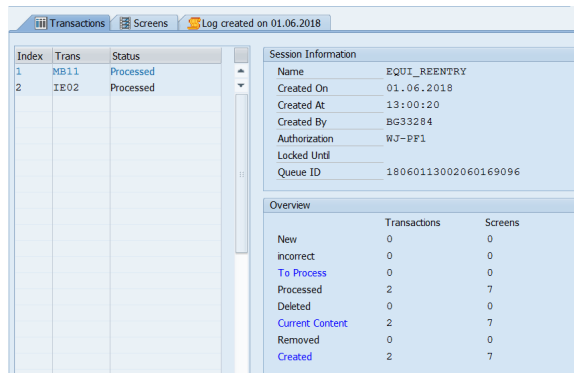 Transactions Screens Log created on 01.06.2018
Index Trans Status
1 MB11 Processed
2 IE02 Processed
Session Information
Name EQUI_REENTRY
Created On 01.06.2018
Created At 13:00:20
Created By BG33284
Authorization WJ-PF1
Locked Until
Queue ID 18060113002060169096
Overview
Transactions Screens
New 0 0
incorrect 0 0
To Process 0 0
Processed 2 7
Deleted 0 0
Current Content 2 7
Removed 0 0
Created 2 7